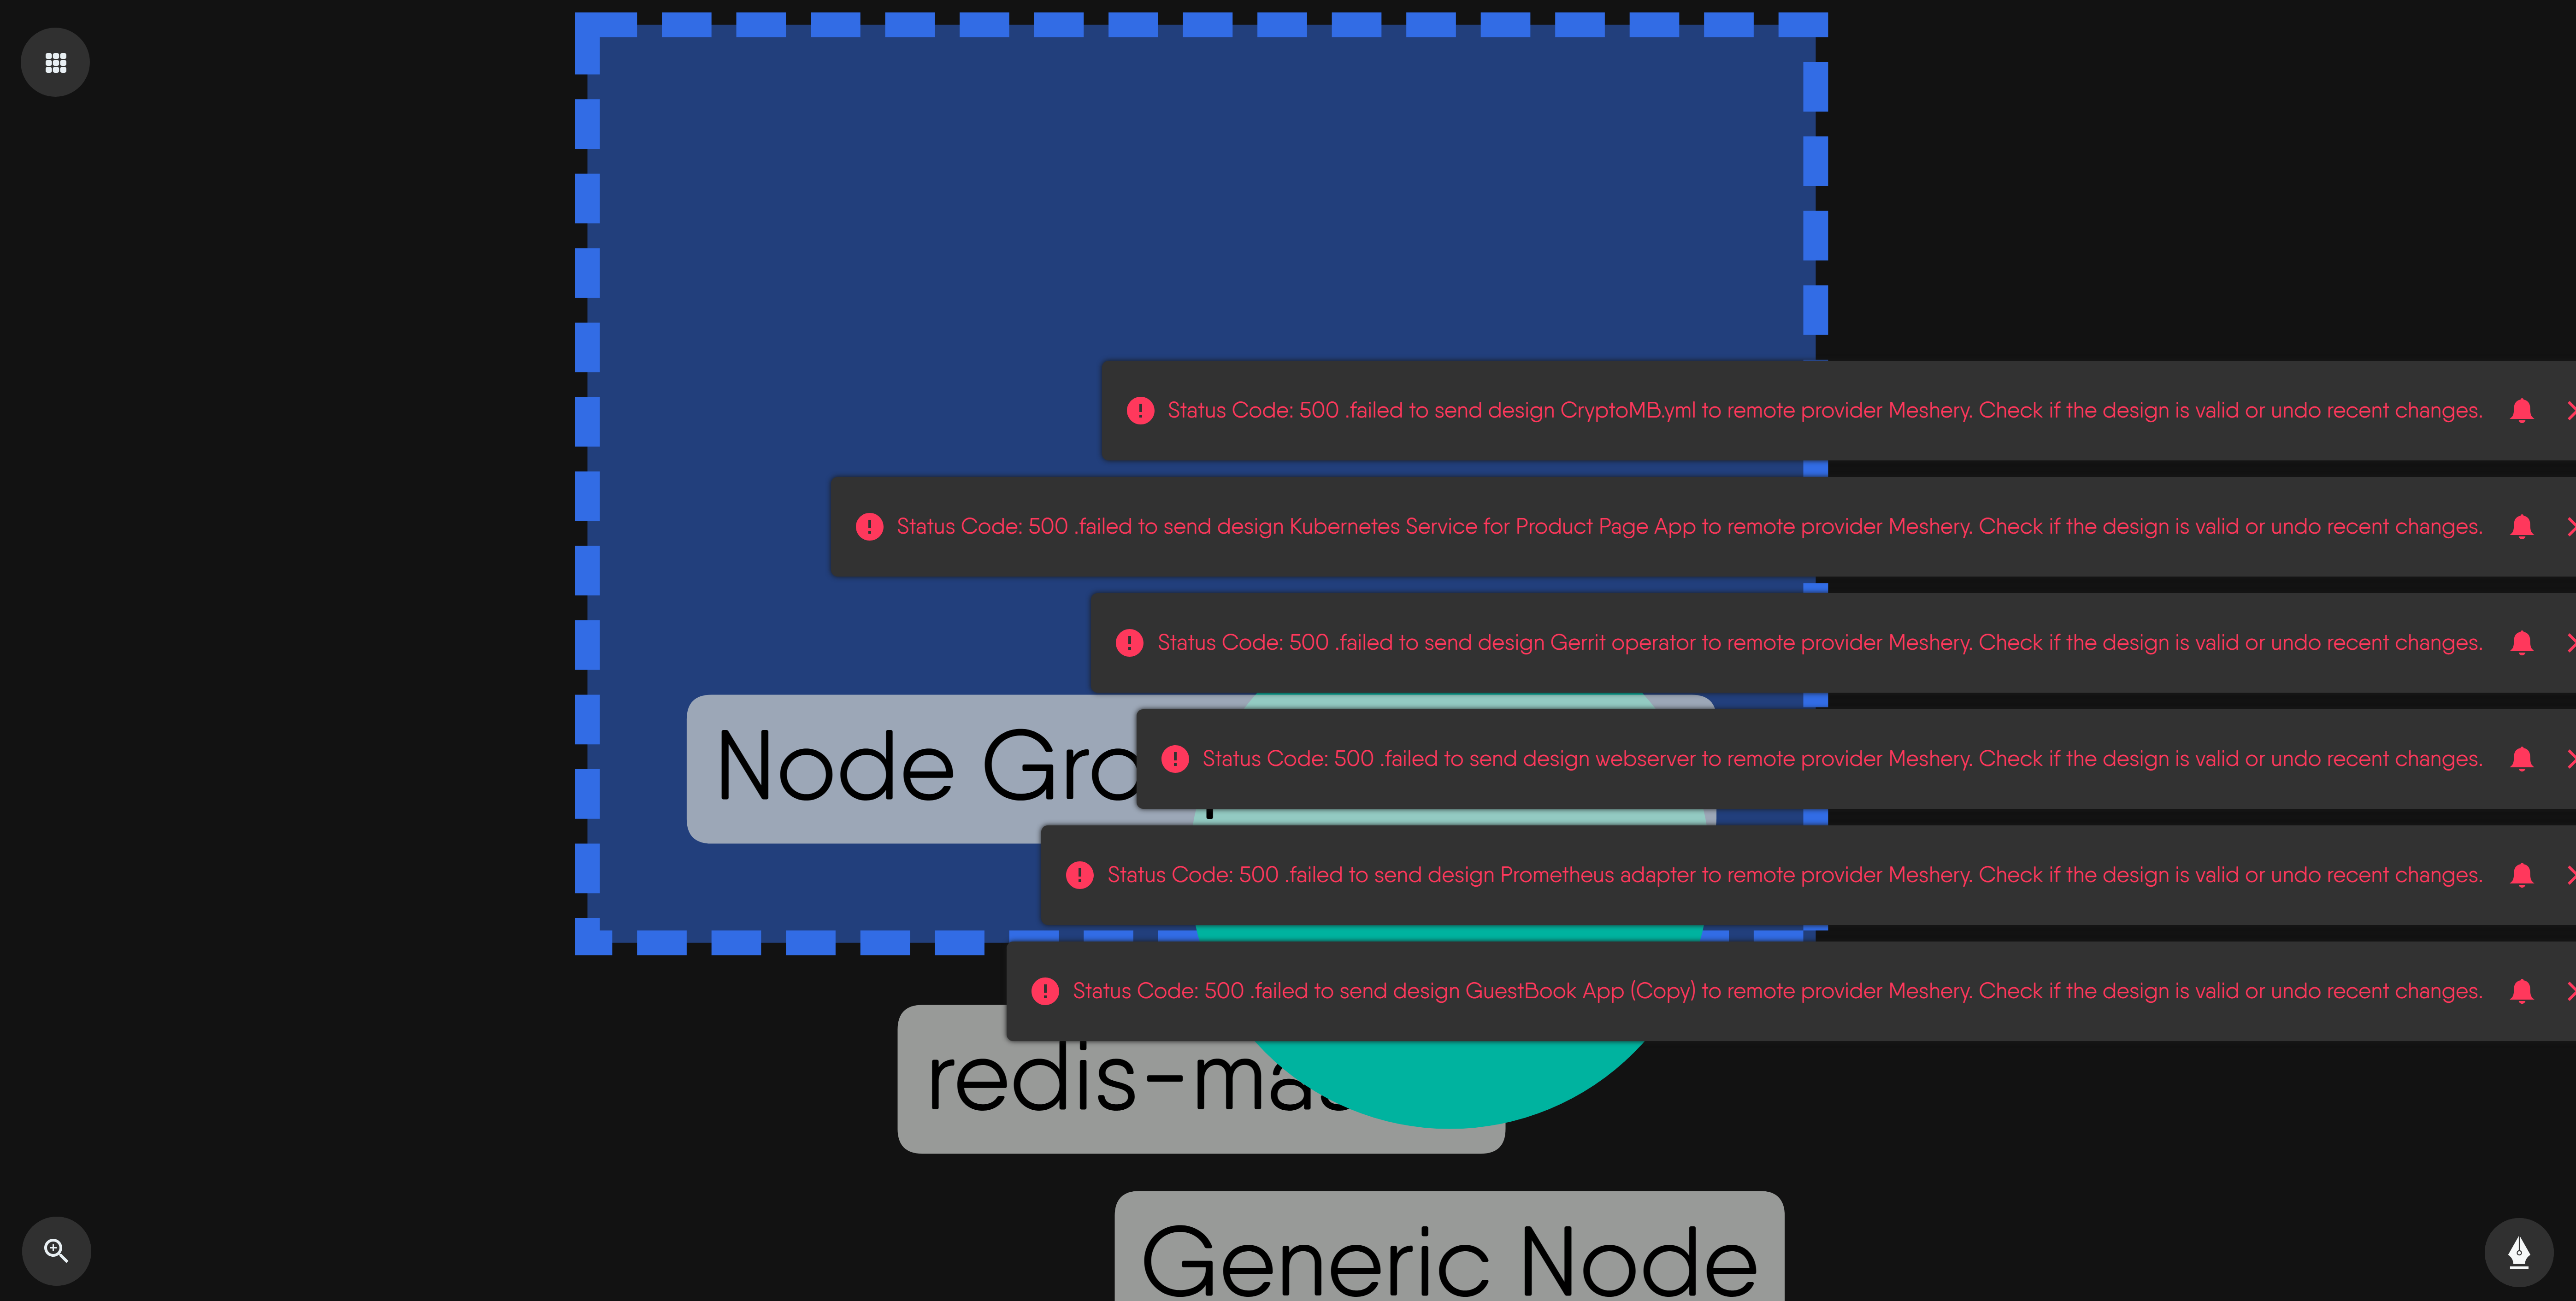 Status Code: 500 .failed to send design CryptoMB.yml to remote provider Meshery. Check if the design is valid or undo recent changes.
Status Code: 500 .failed to send design Kubernetes Service for Product Page App to remote provider Meshery. Check if the design is valid or undo recent changes.
Status Code: 500 .failed to send design Gerrit operator to remote provider Meshery. Check if the design is valid or undo recent changes.
Node
Status Code: 500 .failed to send design webserver to remote provider Meshery. Check if the design is valid or undo recent changes.
Status Code: 500 .failed to send design Prometheus adapter to remote provider Meshery. Check if the design is valid or undo recent changes.
Status Code: 500 .failed to send design GuestBook App (Copy) to remote provider Meshery. Check if the design is valid or undo recent changes.
Generic Node